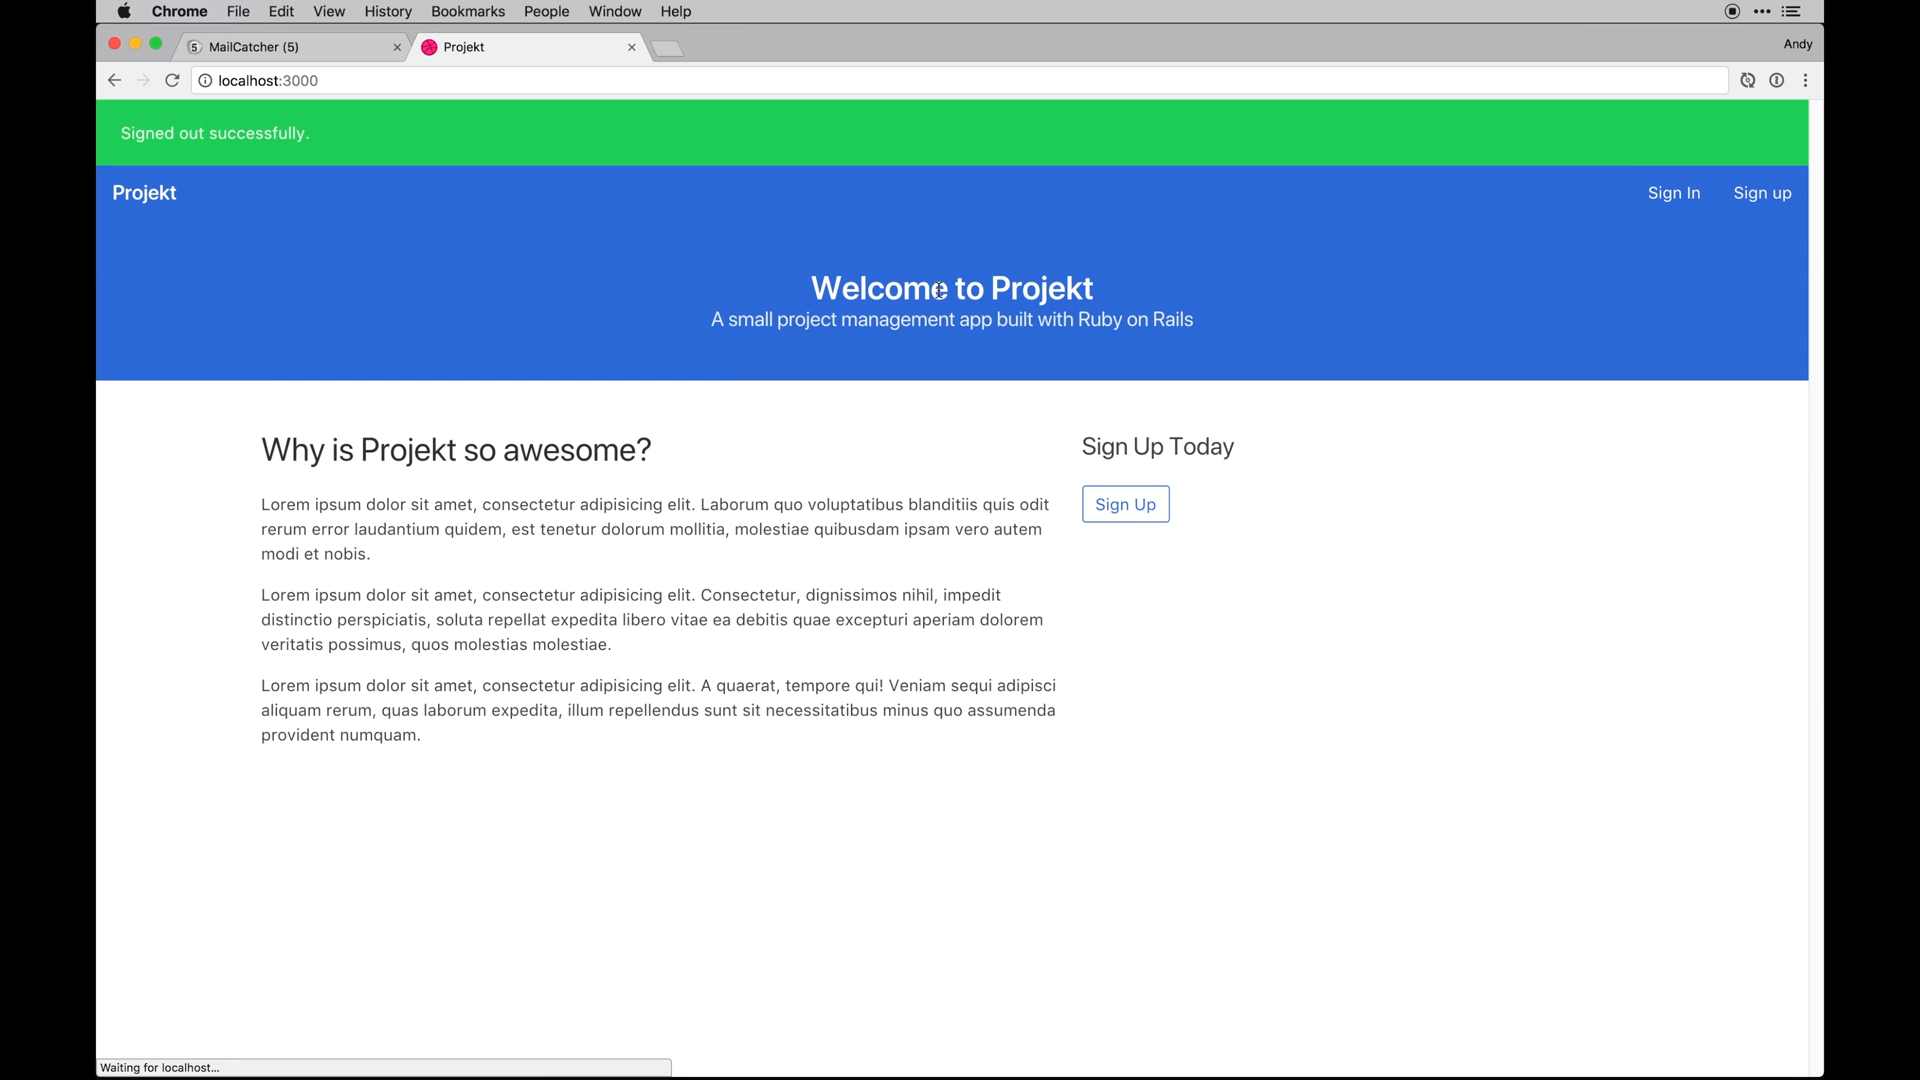 Chrome File Edit View History Bookmarks People Window Help
5 MailCatcher (5) Projekt Andy
localhost:3000
Signed out successfully.
Projekt Sign In Sign up
Welcome to Projekt
A small project management app built with Ruby on Rails
Why is Projekt so awesome?
Lorem ipsum dolor sit amet, consectetur adipisicing elit. Laborum quo voluptatibus blanditiis quis odit
rerum error laudantium quidem, est tenetur dolorum mollitia, molestiae quibusdam ipsam vero autem
modi et nobis.
Lorem ipsum dolor sit amet, consectetur adipisicing elit. Consectetur, dignissimos nihil, impedit
distinctio perspiciatis, soluta repellat expedita libero vitae ea debitis quae excepturi aperiam dolorem
veritatis possimus, quos molestias molestiae.
Lorem ipsum dolor sit amet, consectetur adipisicing elit. A quaerat, tempore qui! Veniam sequi adipisci
aliquam rerum, quas laborum expedita, illum repellendus sunt sit necessitatibus minus quo assumenda
provident numquam.
Sign Up Today
Sign Up
Waiting for localhost...